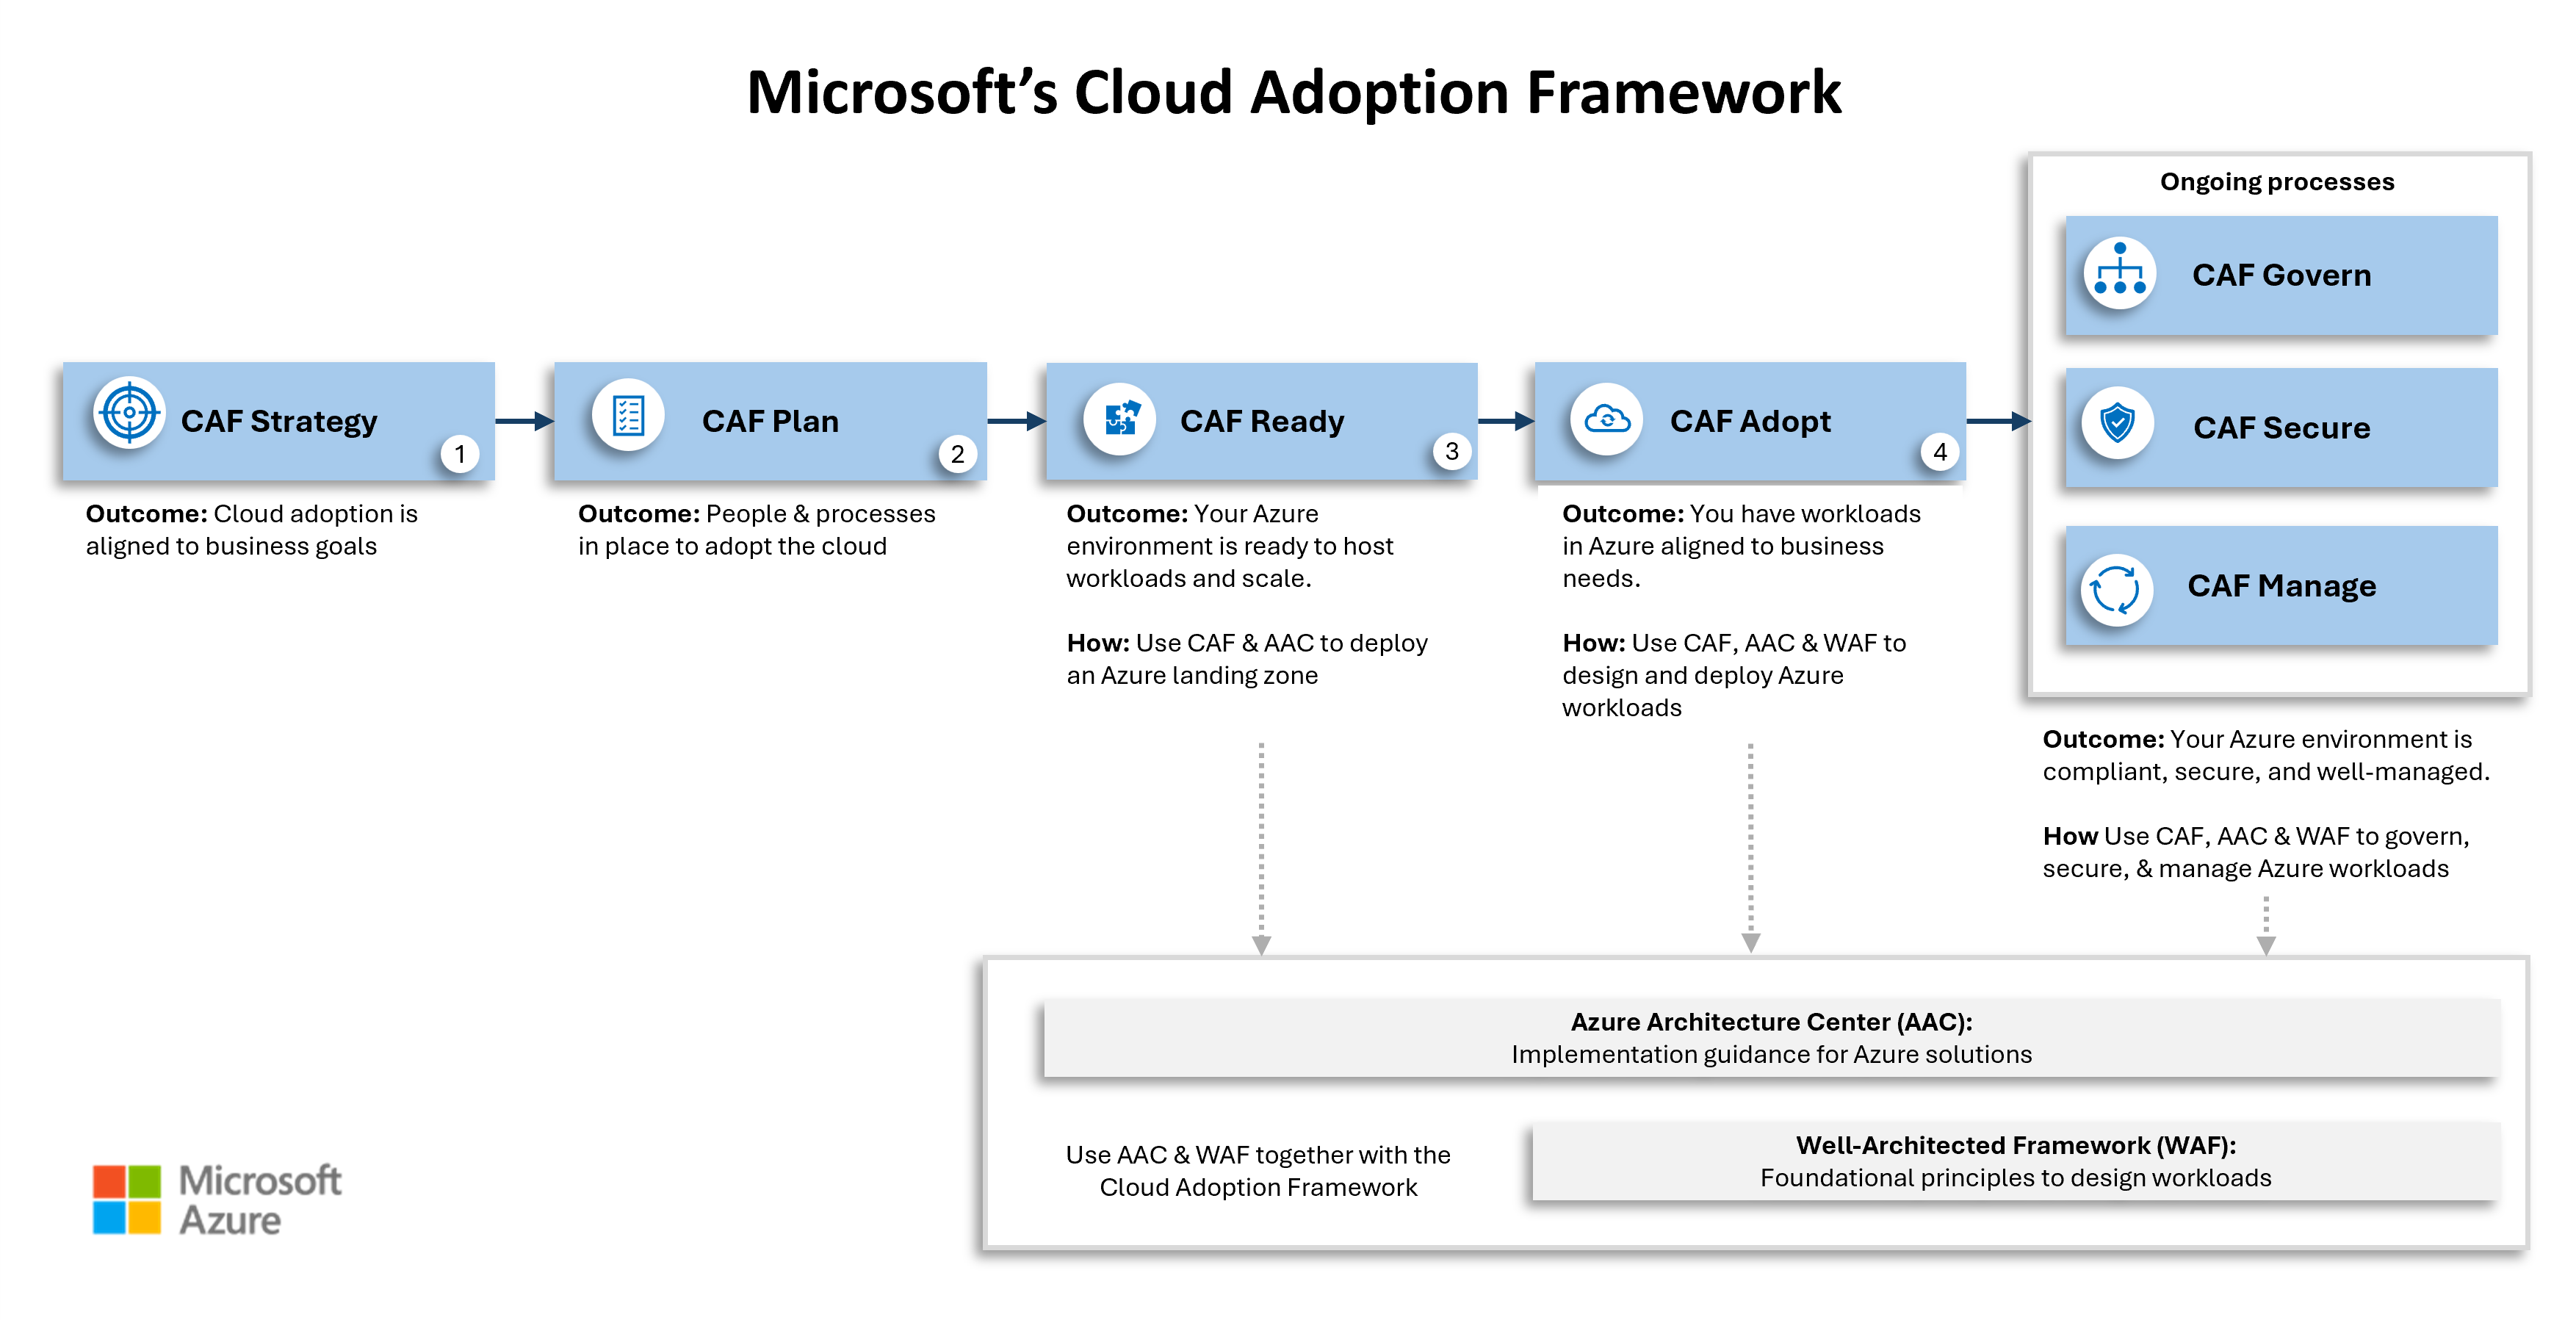 Microsoft’s Cloud Adoption Framework
CAF Strategy
1
Outcome: Cloud adoption is
aligned to business goals
CAF Plan
2
Outcome: People & processes
in place to adopt the cloud
CAF Ready
3
Outcome: Your Azure
environment is ready to host
workloads and scale.
How: Use CAF & AAC to deploy
an Azure landing zone
CAF Adopt
4
Outcome: You have workloads
in Azure aligned to business
needs.
How: Use CAF, AAC & WAF to
design and deploy Azure
workloads
Ongoing processes
CAF Govern
CAF Secure
CAF Manage
Outcome: Your Azure environment is
compliant, secure, and well-managed.
How Use CAF, AAC & WAF to govern,
secure, & manage Azure workloads
Azure Architecture Center (AAC):
Implementation guidance for Azure solutions
Use AAC & WAF together with the
Cloud Adoption Framework
Well-Architected Framework (WAF):
Foundational principles to design workloads
Microsoft
Azure